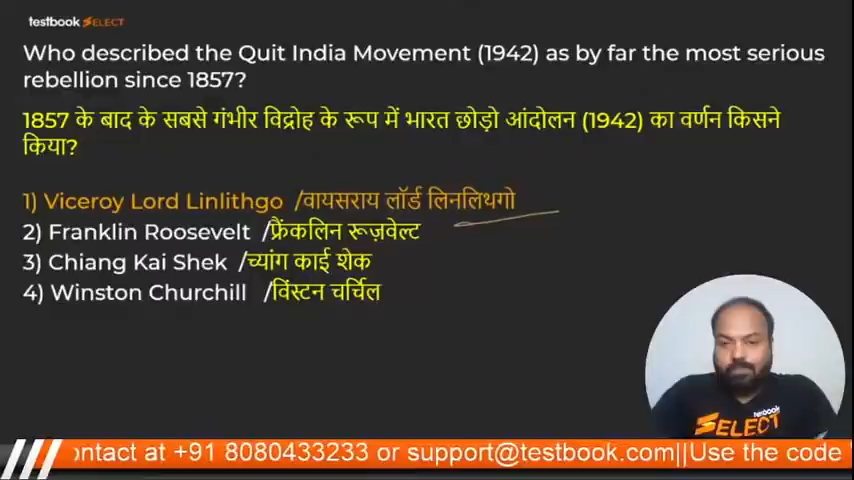 testbook SELECT
Who described the Quit India Movement (1942) as by far the most serious
rebellion since 1857?
1857 के बाद के सबसे गंभीर विद्रोह के रूप में भारत छोड़ो आंदोलन (1942) का वर्णन किसने
किया?
1) Viceroy Lord Linlithgo /वायसराय लॉर्ड लिनलिथगो
2) Franklin Roosevelt /फ्रैंकलिन रूज़वेल्ट
3) Chiang Kai Shek /च्यांग काई शेक
4) Winston Churchill /विंस्टन चर्चिल
testbook
SELECT
ontact at +91 8080433233 or support@testbook.com||Use the code